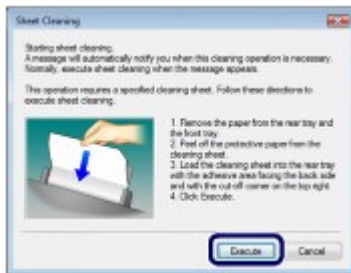 Sheet Cleaning
Starting sheet cleaning.
A message will automatically notify you when this cleaning operation is necessary.
Normally, execute sheet cleaning when the message appears.
This operation requires a specified cleaning sheet. Follow these directions to
execute sheet cleaning.
1. Remove the paper from the rear tray and
the front tray.
2. Peel off the protective paper from the
cleaning sheet.
3. Load the cleaning sheet into the rear tray
with the adhesive area facing the back side
and with the cut-off corner on the top right.
4. Click Execute.
Execute
Cancel